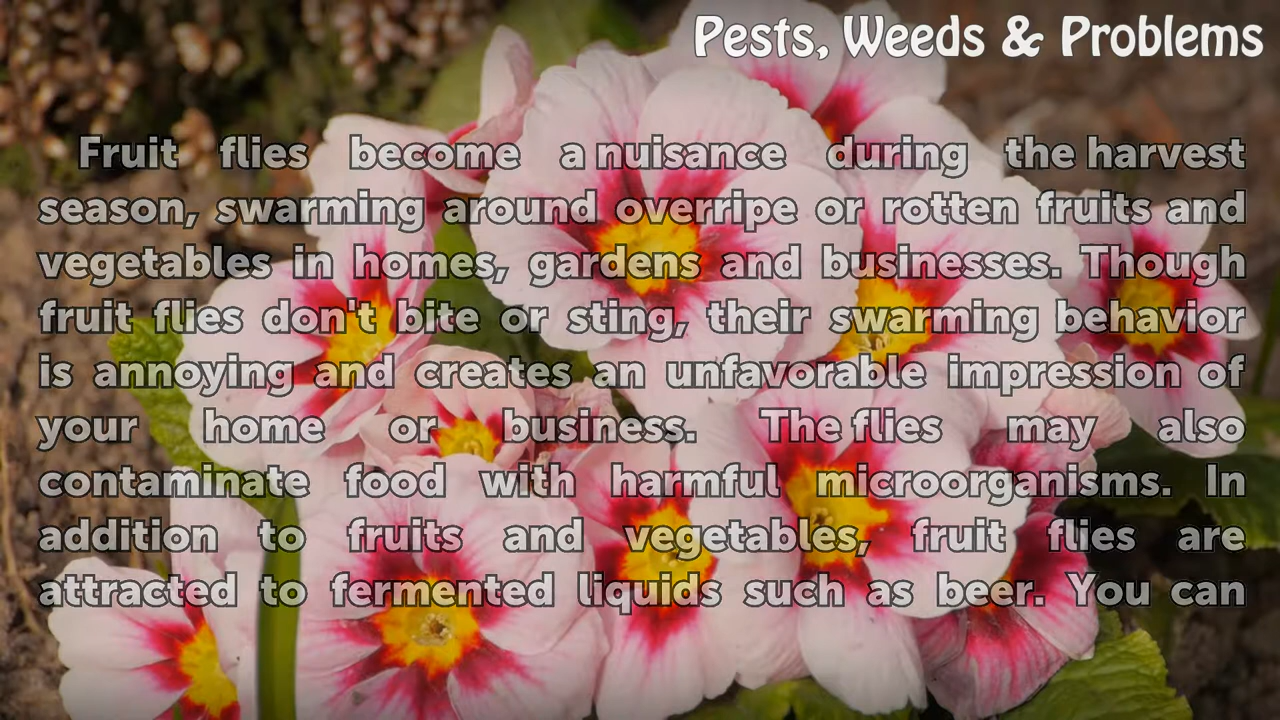 Pests, Weeds & Problems
Fruit flies become a nuisance during the harvest
season, swarming around overripe or rotten fruits and
vegetables in homes, gardens and businesses. Though
fruit flies don't bite or sting, their swarming behavior
is annoying and creates an unfavorable impression of
your home or business. The flies may also
contaminate food with harmful microorganisms. In
addition to fruits and vegetables, fruit flies are
attracted to fermented liquids such as beer. You can